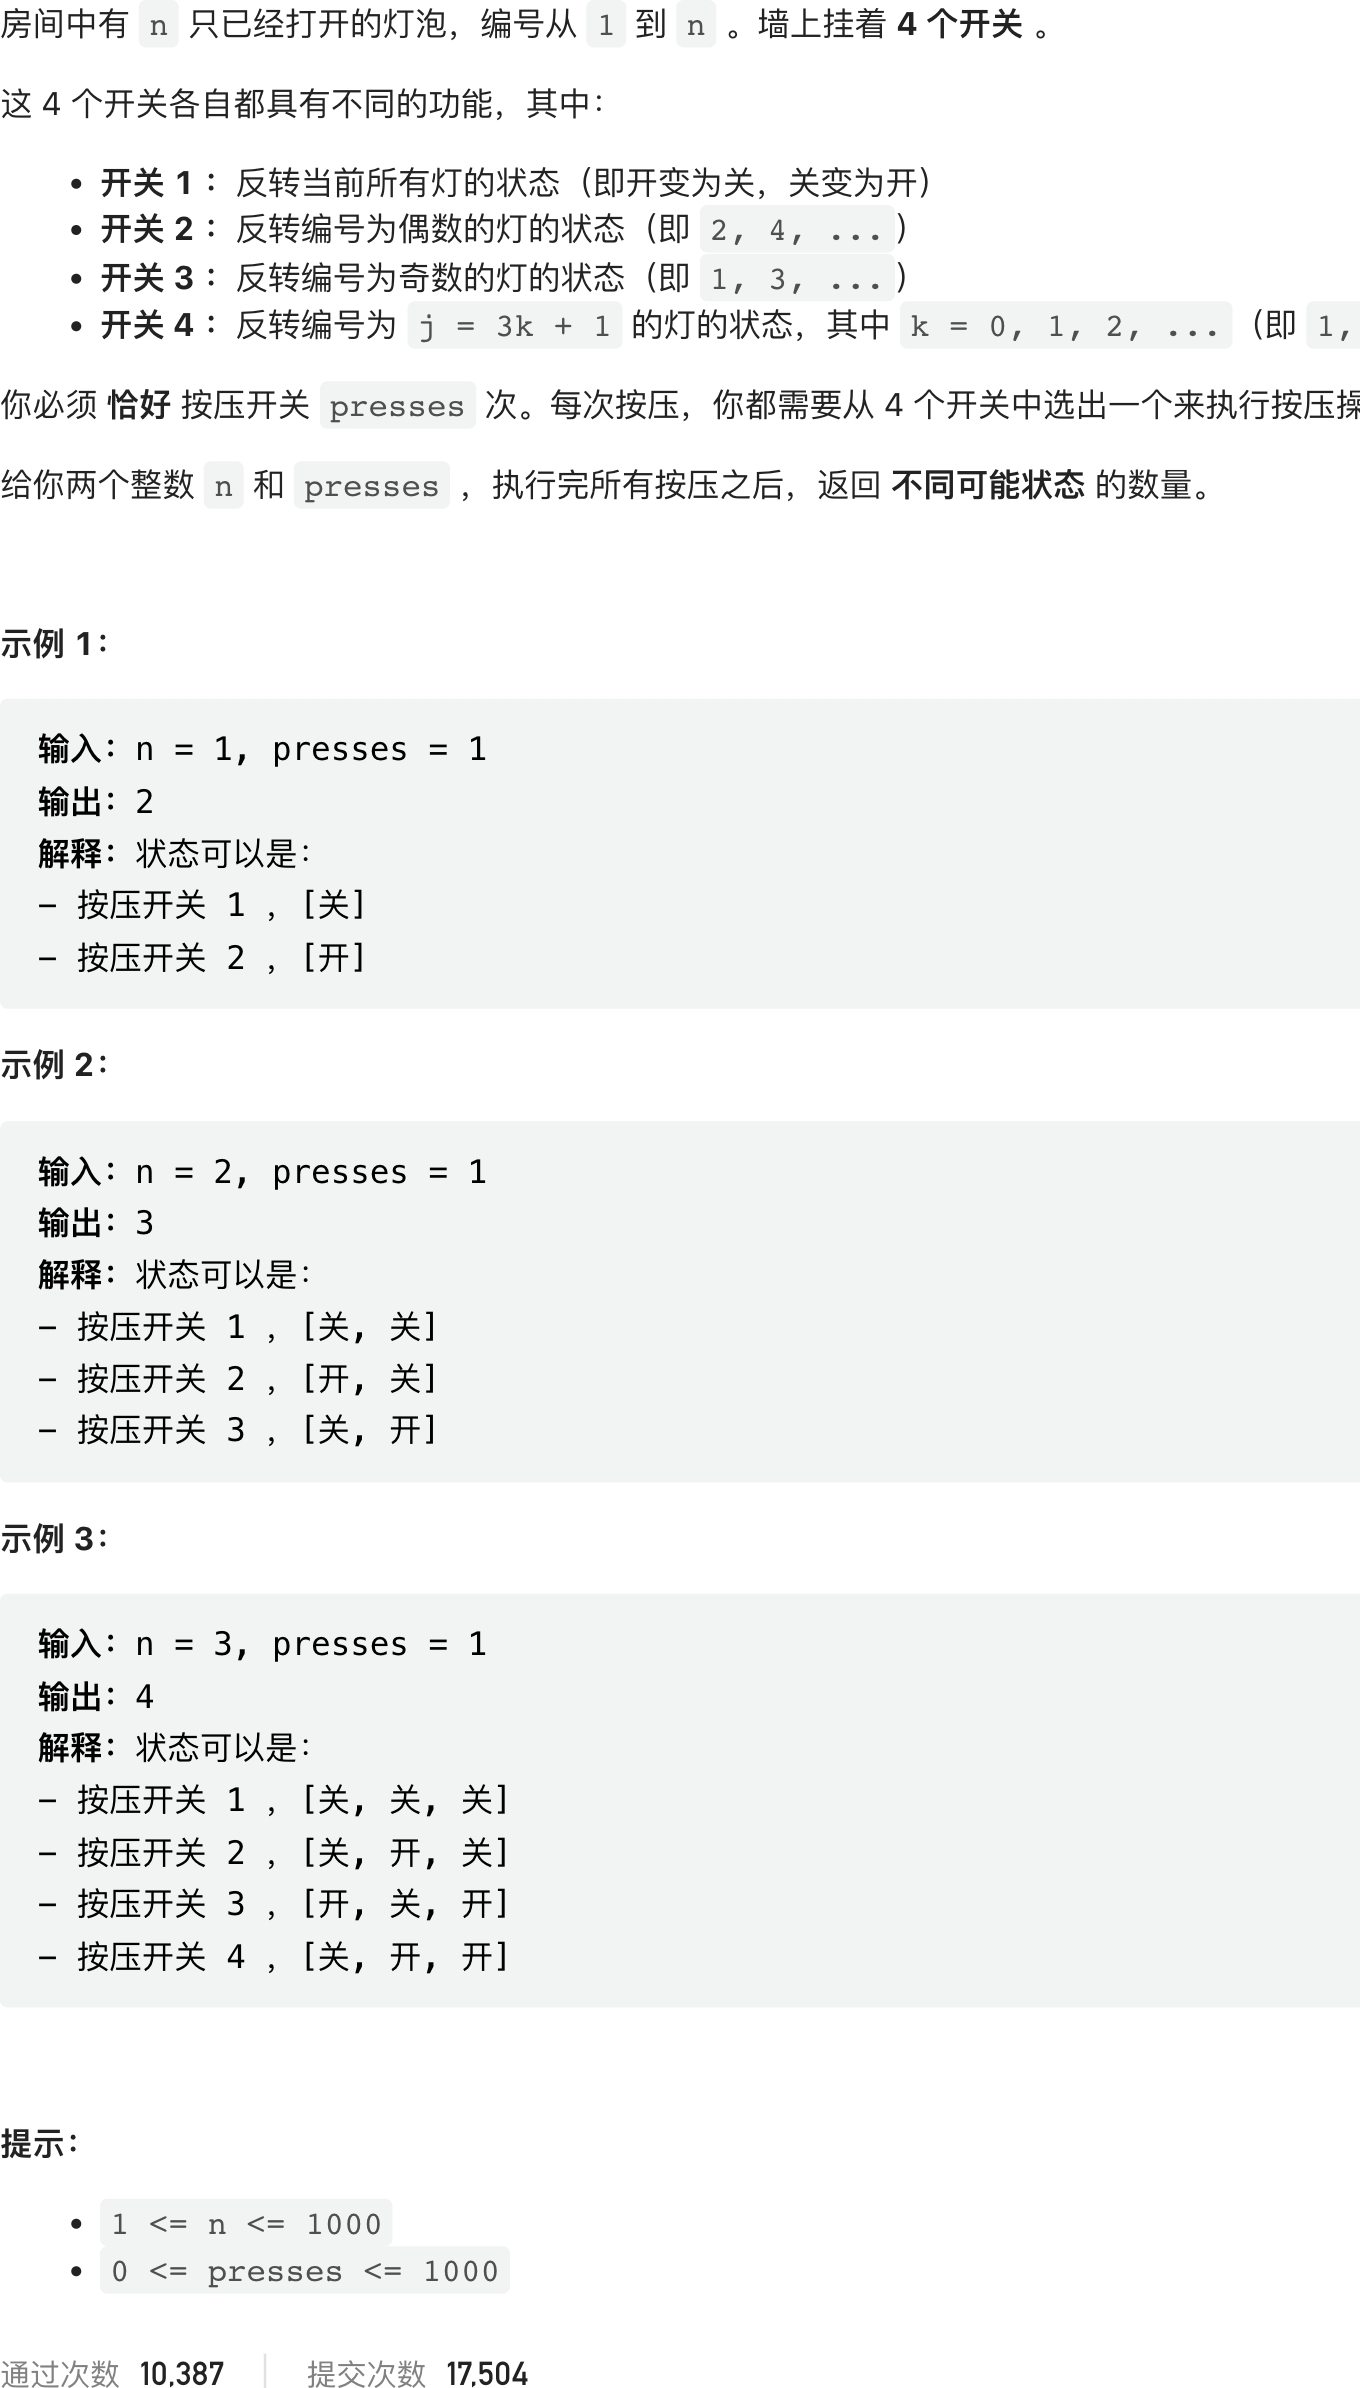 房间中有 n 只已经打开的灯泡，编号从 1 到 n 。墙上挂着 4 个开关 。
这 4 个开关各自都具有不同的功能，其中：
• 开关 1 ：反转当前所有灯的状态（即开变为关，关变为开）
• 开关 2 ：反转编号为偶数的灯的状态（即 2, 4, ...）
• 开关 3 ：反转编号为奇数的灯的状态（即 1, 3, ...）
• 开关 4 ：反转编号为 j = 3k + 1 的灯的状态，其中 k = 0, 1, 2, ...（即 1,
你必须 恰好 按压开关 presses 次。每次按压，你都需要从 4 个开关中选出一个来执行按压操
给你两个整数 n 和 presses ，执行完所有按压之后，返回 不同可能状态 的数量。
示例 1：
输入：n = 1, presses = 1
输出：2
解释：状态可以是：
- 按压开关 1 ，[关]
- 按压开关 2 ，[开]
示例 2：
输入：n = 2, presses = 1
输出：3
解释：状态可以是：
- 按压开关 1 ，[关, 关]
- 按压开关 2 ，[开, 关]
- 按压开关 3 ，[关, 开]
示例 3：
输入：n = 3, presses = 1
输出：4
解释：状态可以是：
- 按压开关 1 ，[关, 关, 关]
- 按压开关 2 ，[关, 开, 关]
- 按压开关 3 ，[开, 关, 开]
- 按压开关 4 ，[关, 开, 开]
提示：
• 1 <= n <= 1000
• 0 <= presses <= 1000
通过次数 10,387 | 提交次数 17,504